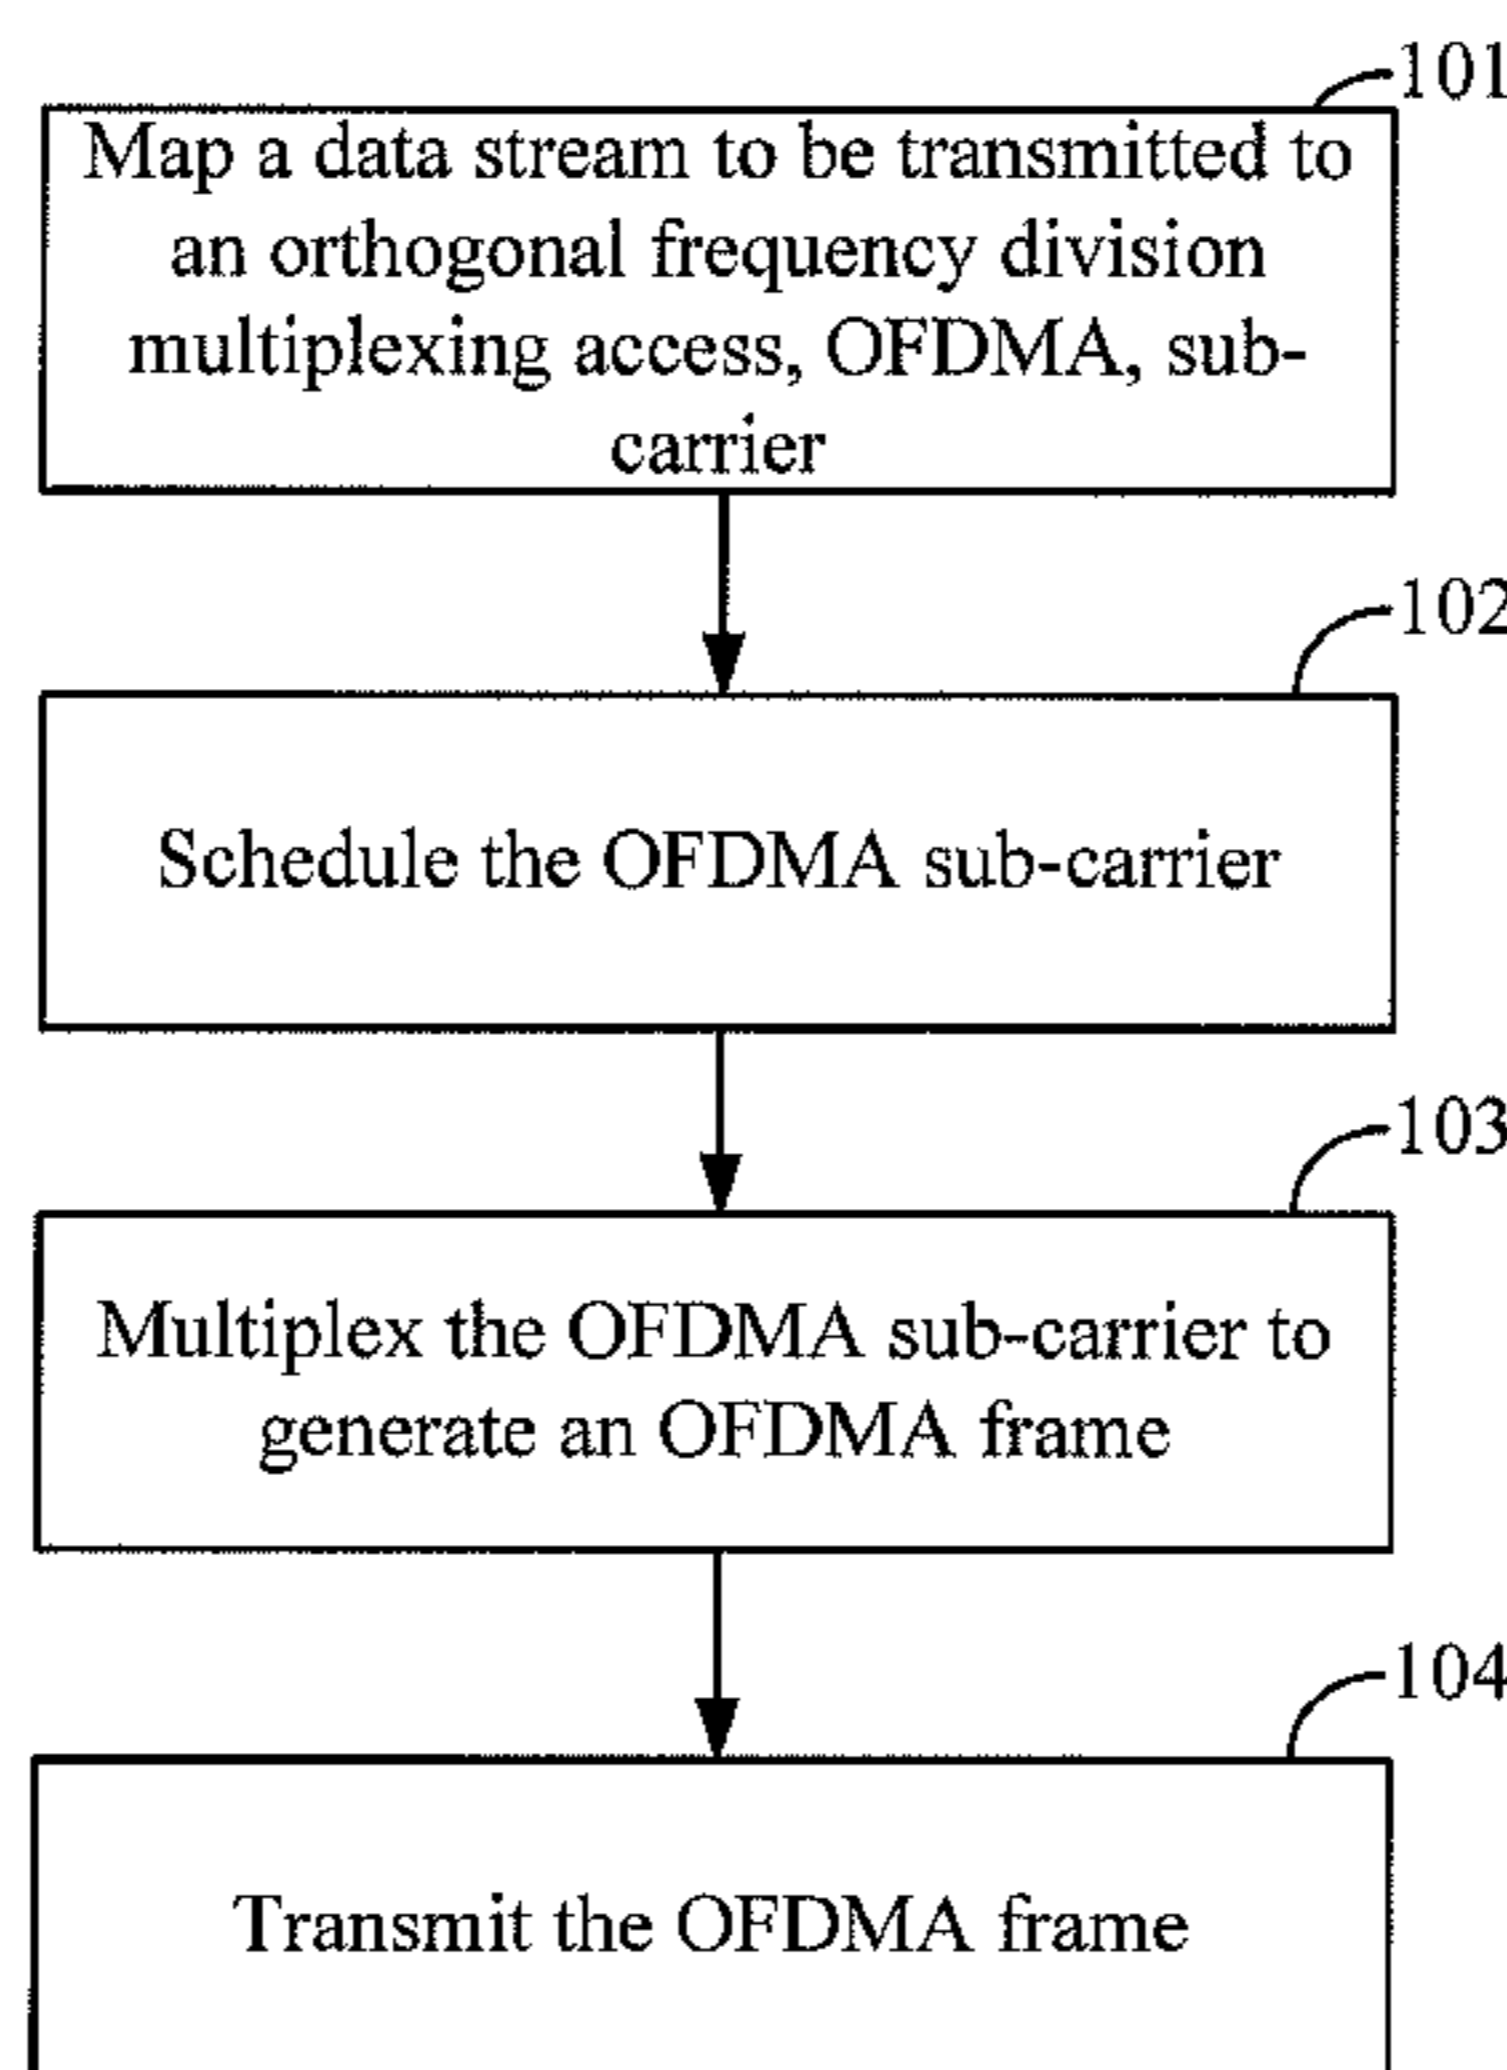 101
Map a data stream to be transmitted to
an orthogonal frequency division
multiplexing access, OFDMA, sub-
carrier
102
Schedule the OFDMA sub-carrier
103
Multiplex the OFDMA sub-carrier to
generate an OFDMA frame
104
Transmit the OFDMA frame